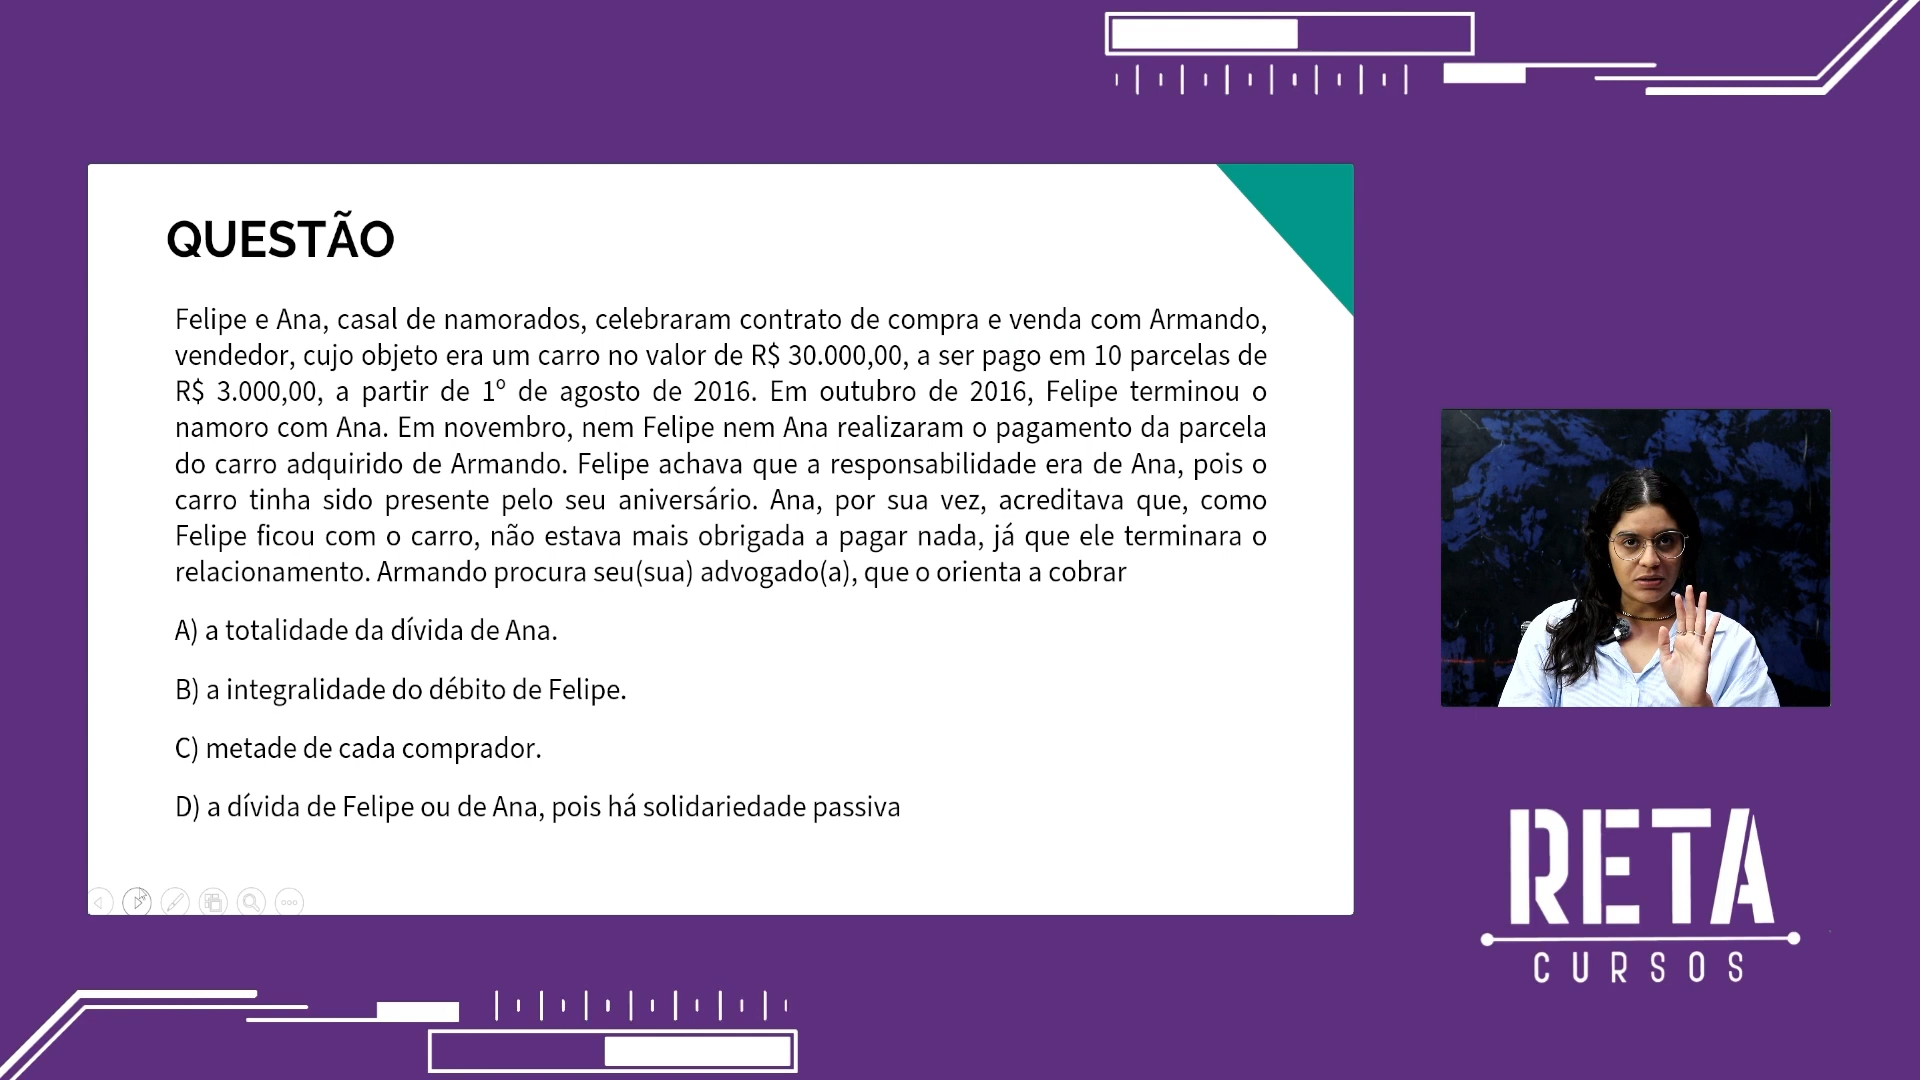 QUESTÃO
Felipe e Ana, casal de namorados, celebraram contrato de compra e venda com Armando,
vendedor, cujo objeto era um carro no valor de R$ 30.000,00, a ser pago em 10 parcelas de
R$ 3.000,00, a partir de 1º de agosto de 2016. Em outubro de 2016, Felipe terminou o
namoro com Ana. Em novembro, nem Felipe nem Ana realizaram o pagamento da parcela
do carro adquirido de Armando. Felipe achava que a responsabilidade era de Ana, pois o
carro tinha sido presente pelo seu aniversário. Ana, por sua vez, acreditava que, como
Felipe ficou com o carro, não estava mais obrigada a pagar nada, já que ele terminara o
relacionamento. Armando procura seu(sua) advogado(a), que o orienta a cobrar
A) a totalidade da dívida de Ana.
B) a integralidade do débito de Felipe.
C) metade de cada comprador.
D) a dívida de Felipe ou de Ana, pois há solidariedade passiva
RETA
CURSOS